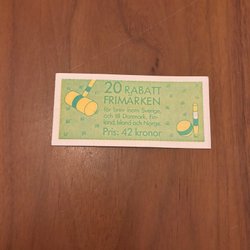 20 RABATT
FRIMÄRKEN
för brev inom Sverige
och till Danmark, Fin-
land, Island och Norge.
Pris: 42 kronor